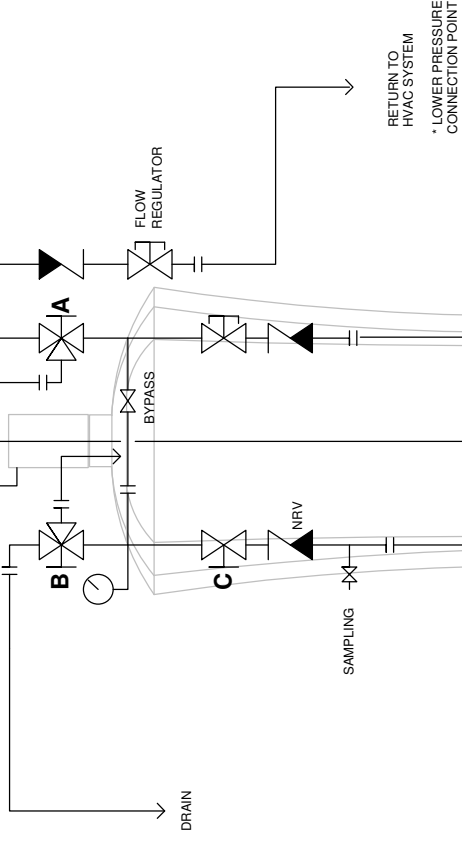 RETURN TO
HVAC SYSTEM
* LOWER PRESSURE
CONNECTION POINT
FLOW
REGULATOR
A
BYPASS
B
C
NRV
SAMPLING
DRAIN